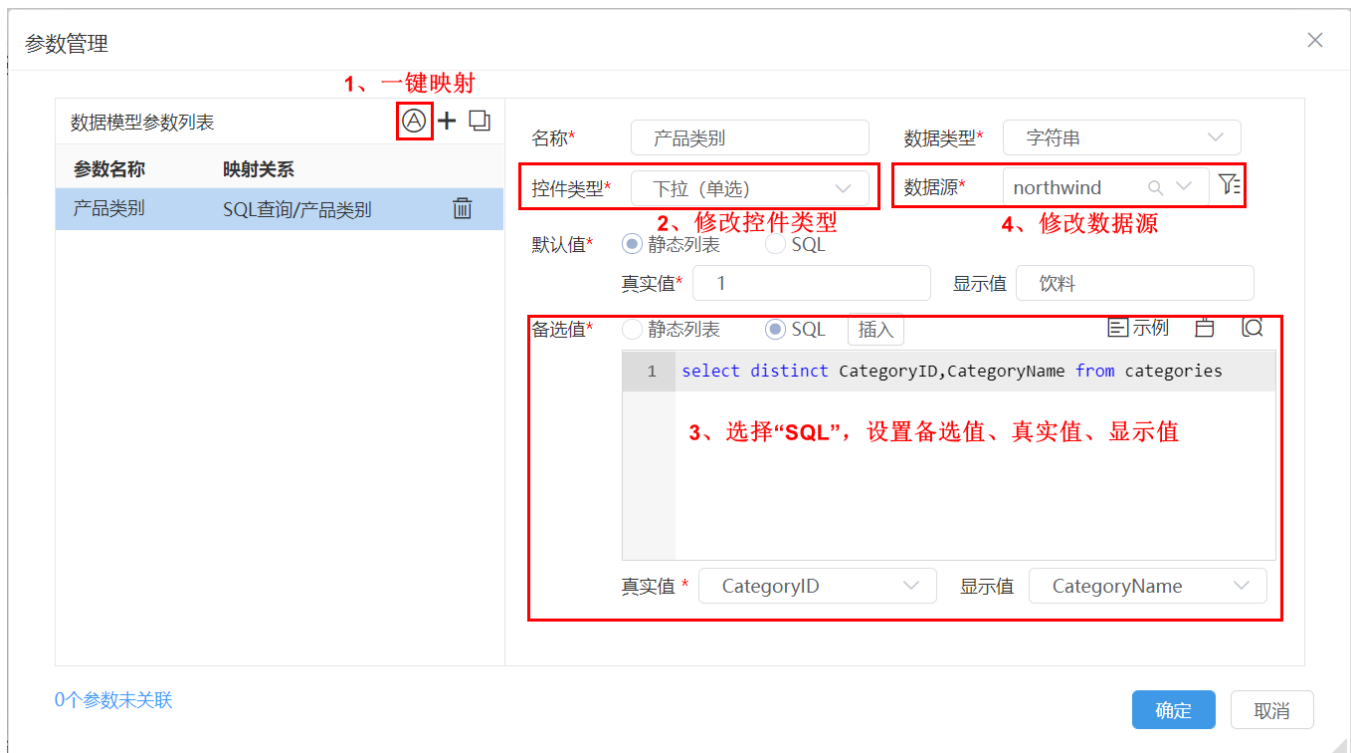 参数管理
1、一键映射
数据模型参数列表
参数名称 映射关系
产品类别 SQL查询/产品类别
名称* 产品类别 数据类型* 字符串
控件类型* 下拉（单选） 数据源* northwind
2、修改控件类型 4、修改数据源
默认值* 静态列表 SQL
真实值* 1 显示值 饮料
备选值* 静态列表 SQL 插入 示例
1 select distinct CategoryID,CategoryName from categories
3、选择“SQL”，设置备选值、真实值、显示值
真实值 * CategoryID 显示值 CategoryName
0个参数未关联
确定 取消